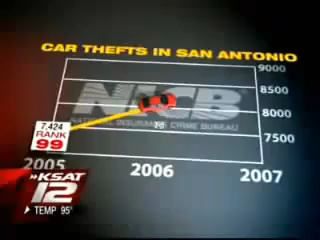 CAR THEFTS IN SAN ANTONIO
9000
8500
NICB
NATIONAL INSURANCE CRIME BUREAU
8000
7,424
RANK
99
7500
2005
2006
2007
»KSAT
12
TEMP 95°